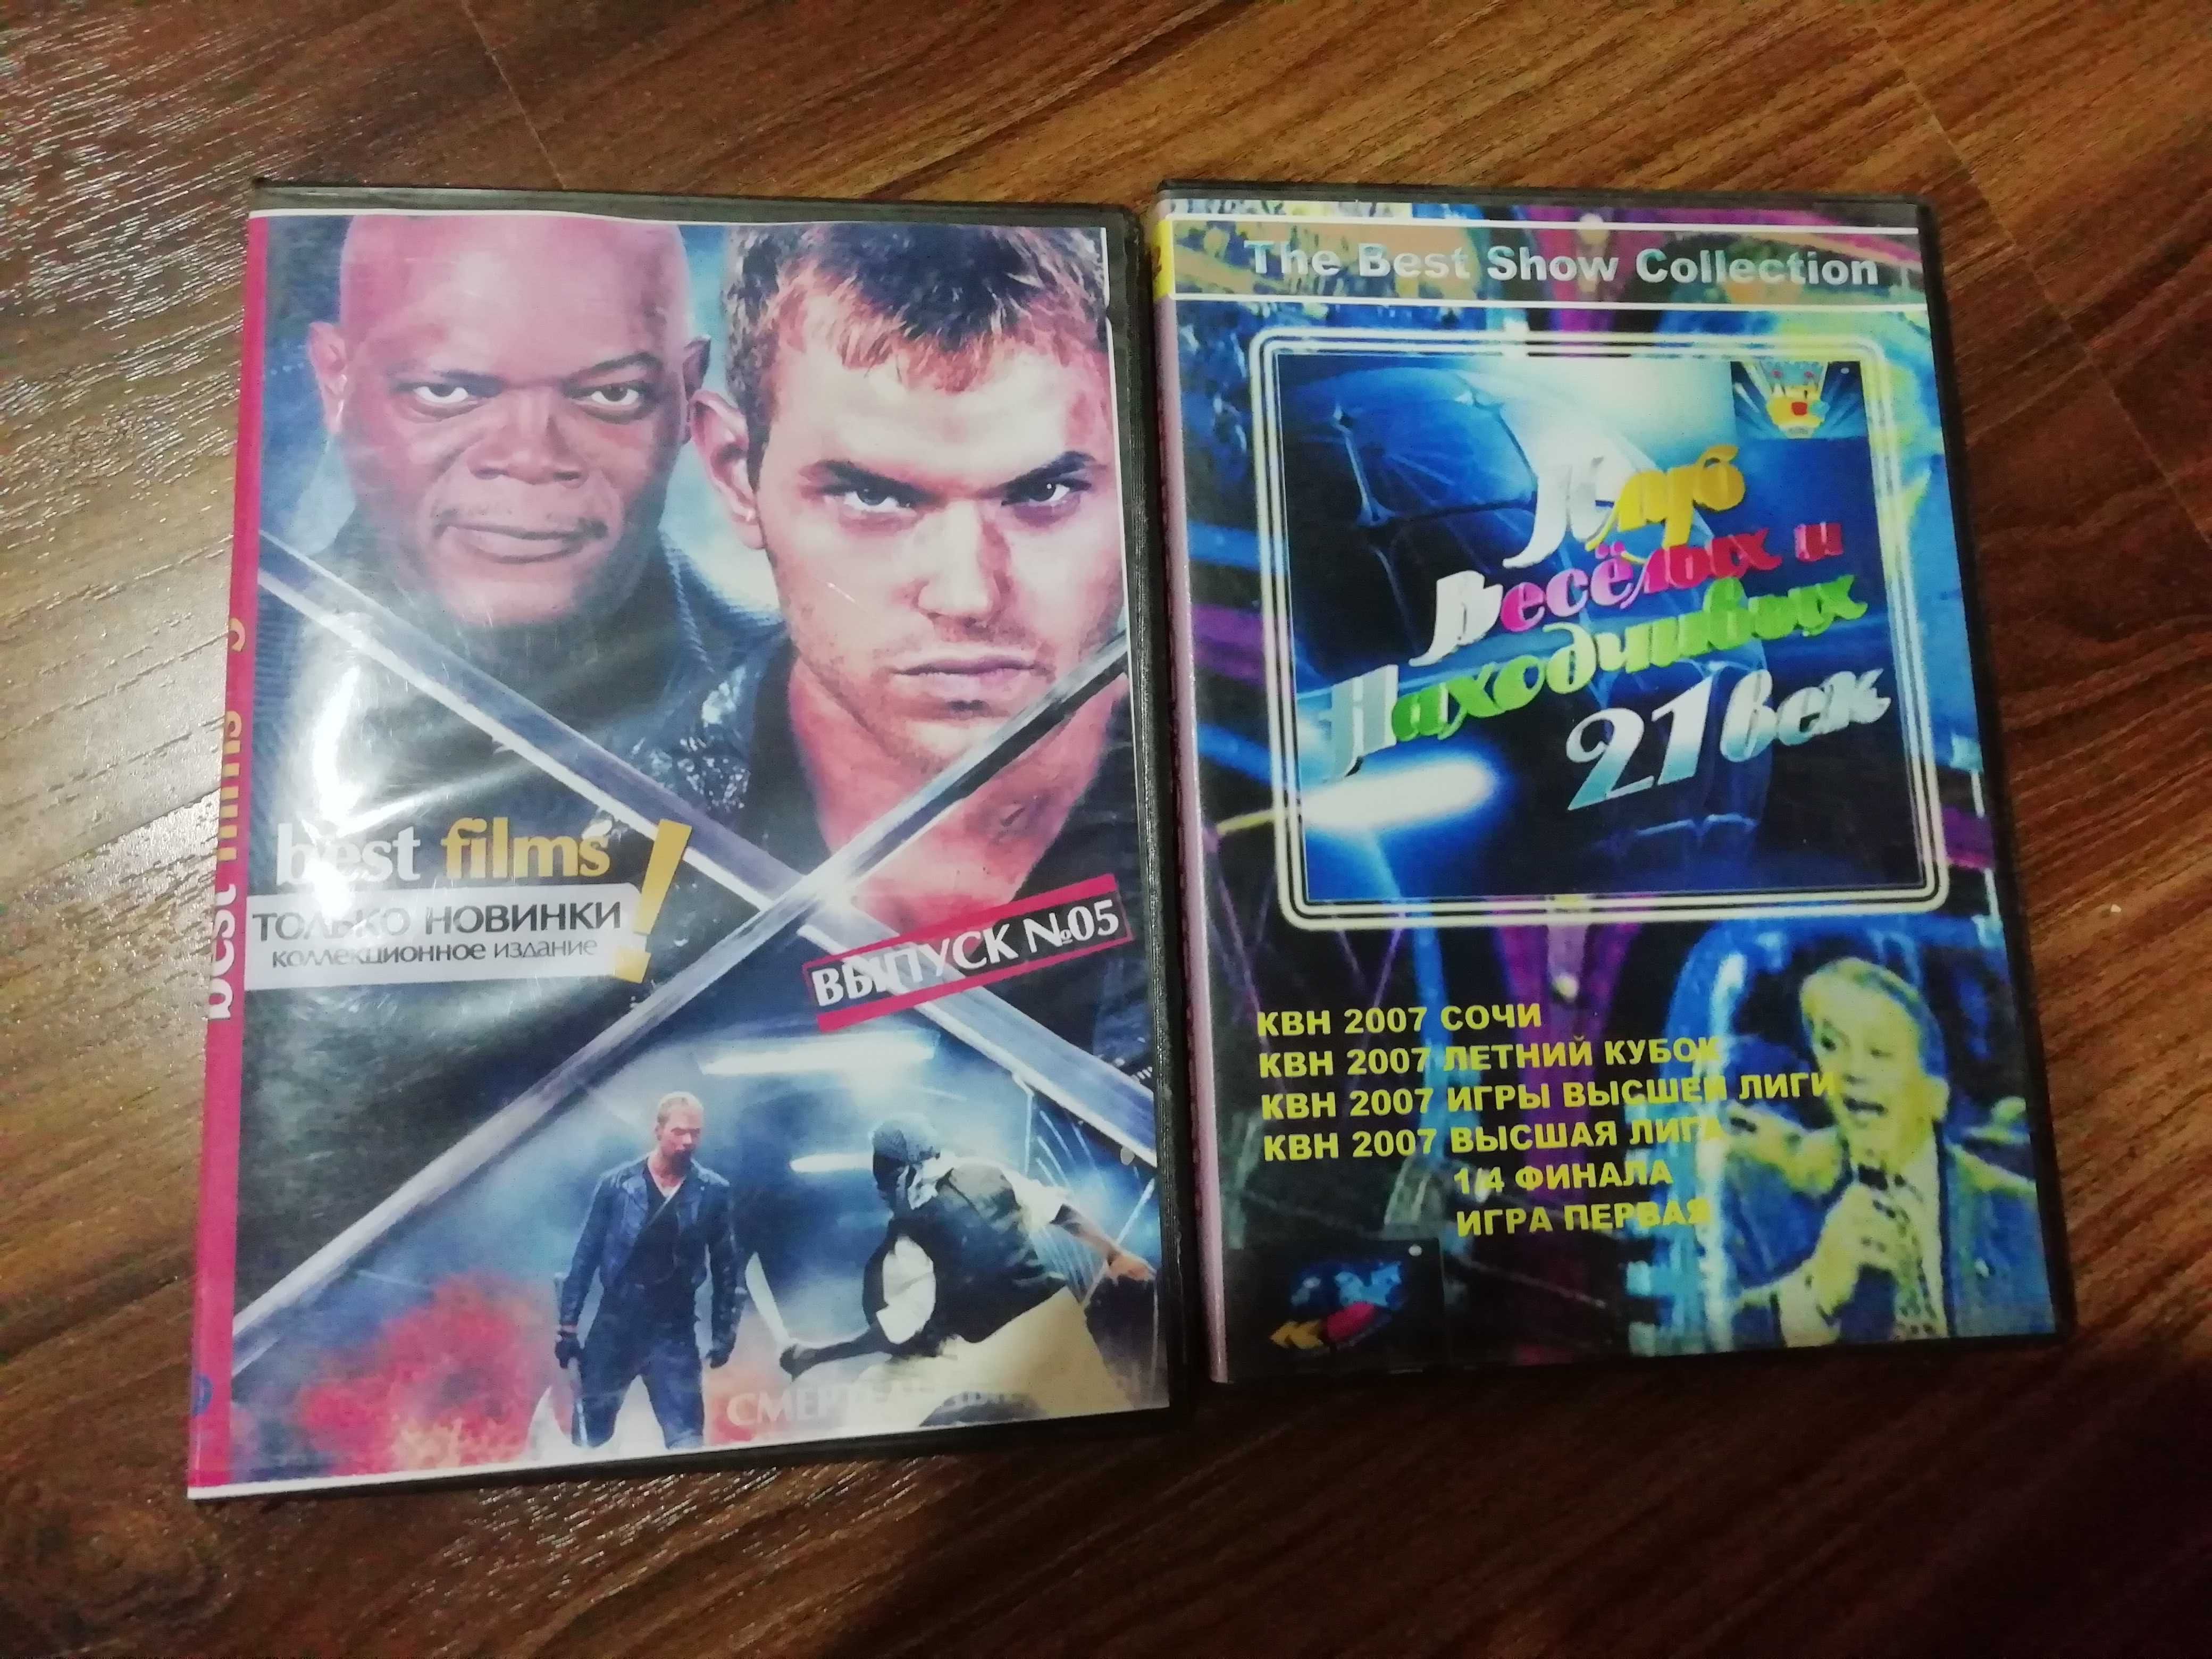 best films!
ТОЛЬКО НОВИНКИ
коллекционное издание
ВЫПУСК №05
best films
The Best Show Collection
Клуб
Весёлых и
Находчивых
21 век
КВН 2007 СОЧИ
КВН 2007 ЛЕТНИЙ КУБОК
КВН 2007 ИГРЫ ВЫСШЕЙ ЛИГИ
КВН 2007 ВЫСШАЯ ЛИГА
1/4 ФИНАЛА
ИГРА ПЕРВАЯ